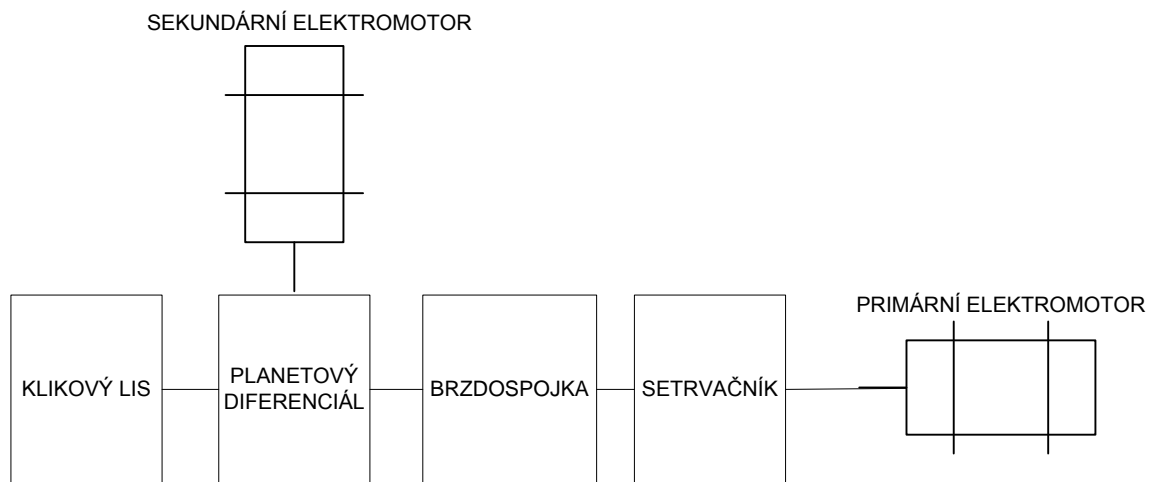 SEKUNDÁRNÍ ELEKTROMOTOR
PRIMÁRNÍ ELEKTROMOTOR
KLIKOVÝ LIS
PLANETOVÝ
DIFERENCIÁL
BRZDOSPOJKA
SETRVAČNÍK